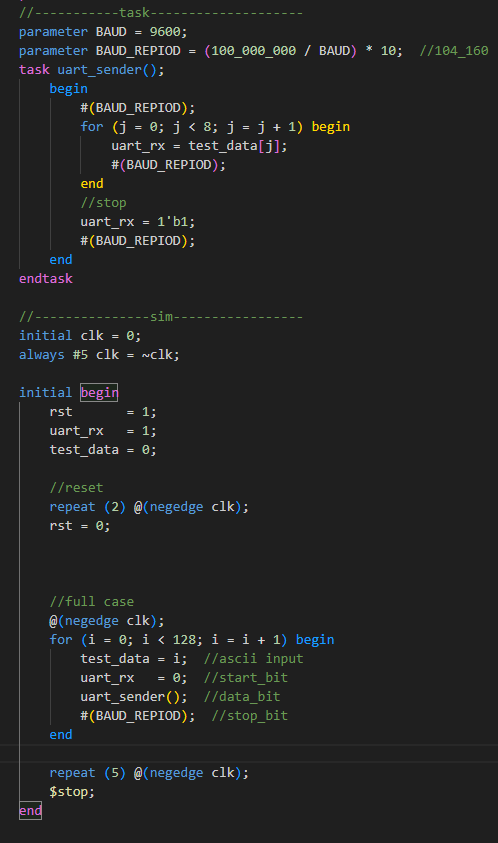 //-----------task--------------------
parameter BAUD = 9600;
parameter BAUD_REPIOD = (100_000_000 / BAUD) * 10;  //104_160
task uart_sender();
    begin
        #(BAUD_REPIOD);
        for (j = 0; j < 8; j = j + 1) begin
            uart_rx = test_data[j];
            #(BAUD_REPIOD);
        end
        //stop
        uart_rx = 1'b1;
        #(BAUD_REPIOD);
    end
endtask
//---------------sim-----------------
initial clk = 0;
always #5 clk = ~clk;
initial begin
    rst       = 1;
    uart_rx   = 1;
    test_data = 0;
    //reset
    repeat (2) @(negedge clk);
    rst = 0;
    //full case
    @(negedge clk);
    for (i = 0; i < 128; i = i + 1) begin
        test_data = i;  //ascii input
        uart_rx   = 0;  //start_bit
        uart_sender();  //data_bit
        #(BAUD_REPIOD);  //stop_bit
    end
    repeat (5) @(negedge clk);
    $stop;
end